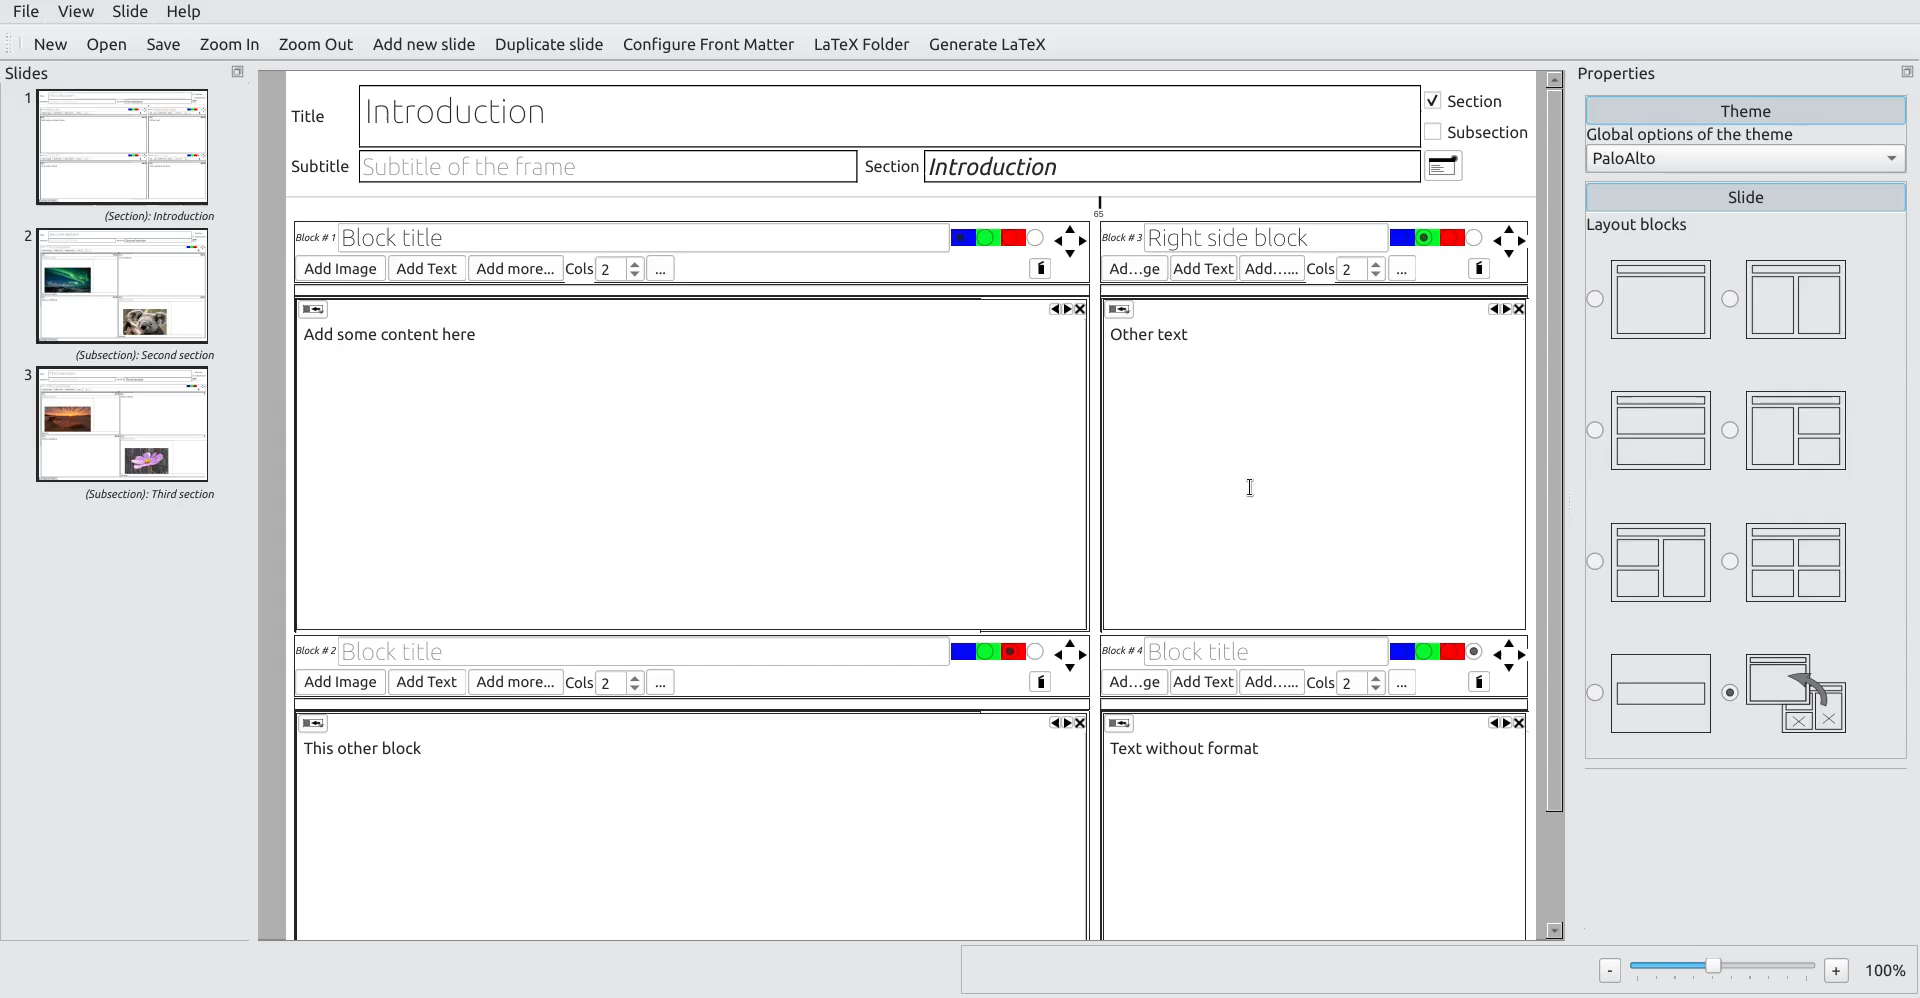 File View Slide Help
New Open Save Zoom In Zoom Out Add new slide Duplicate slide Configure Front Matter LaTeX Folder Generate LaTeX
Slides
1
(Section): Introduction
2
(Subsection): Second section
3
(Subsection): Third section
Title Introduction
Section
Subsection
Subtitle Subtitle of the frame Section Introduction
65
Block # 1 Block title
Add Image Add Text Add more... Cols 2 ...
Add some content here
Block # 3 Right side block
Ad...ge Add Text Add...... Cols 2 ...
Other text
Block # 2 Block title
Add Image Add Text Add more... Cols 2 ...
This other block
Block # 4 Block title
Ad...ge Add Text Add...... Cols 2 ...
Text without format
Properties
Theme
Global options of the theme
PaloAlto
Slide
Layout blocks
- + 100%